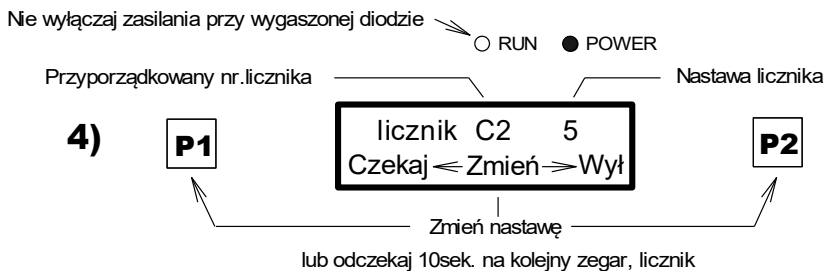 Nie wyłączaj zasilania przy wygaszonej diodzie
RUN POWER
Przyporządkowany nr.licznika
Nastawa licznika
4) P1
licznik C2 5
Czekaj Zmień Wył
P2
Zmień nastawę
lub odczekaj 10sek. na kolejny zegar, licznik